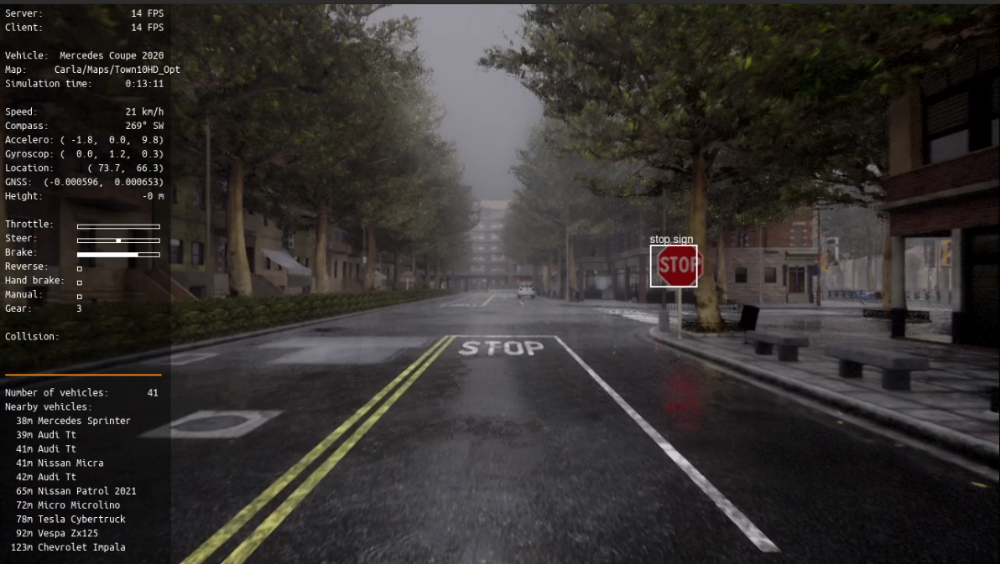 Server: 14 FPS
Client: 14 FPS
Vehicle: Mercedes Coupe 2020
Map: Carla/Maps/Town10HD_Opt
Simulation time: 0:13:11
Speed: 21 km/h
Compass: 269° SW
Accelero: ( -1.8, 0.0, 9.8)
Gyroscop: ( 0.0, 1.2, 0.3)
Location: ( 73.7, 66.3)
GNSS: (-0.000596, 0.000653)
Height: -0 m
Throttle:
Steer:
Brake:
Reverse:
Hand brake:
Manual:
Gear: 3
Collision:
Number of vehicles: 41
Nearby vehicles:
38m Mercedes Sprinter
39m Audi Tt
41m Audi Tt
41m Nissan Micra
42m Audi Tt
65m Nissan Patrol 2021
72m Micro Microlino
78m Tesla Cybertruck
92m Vespa Zx125
123m Chevrolet Impala
stop sign
STOP
STOP